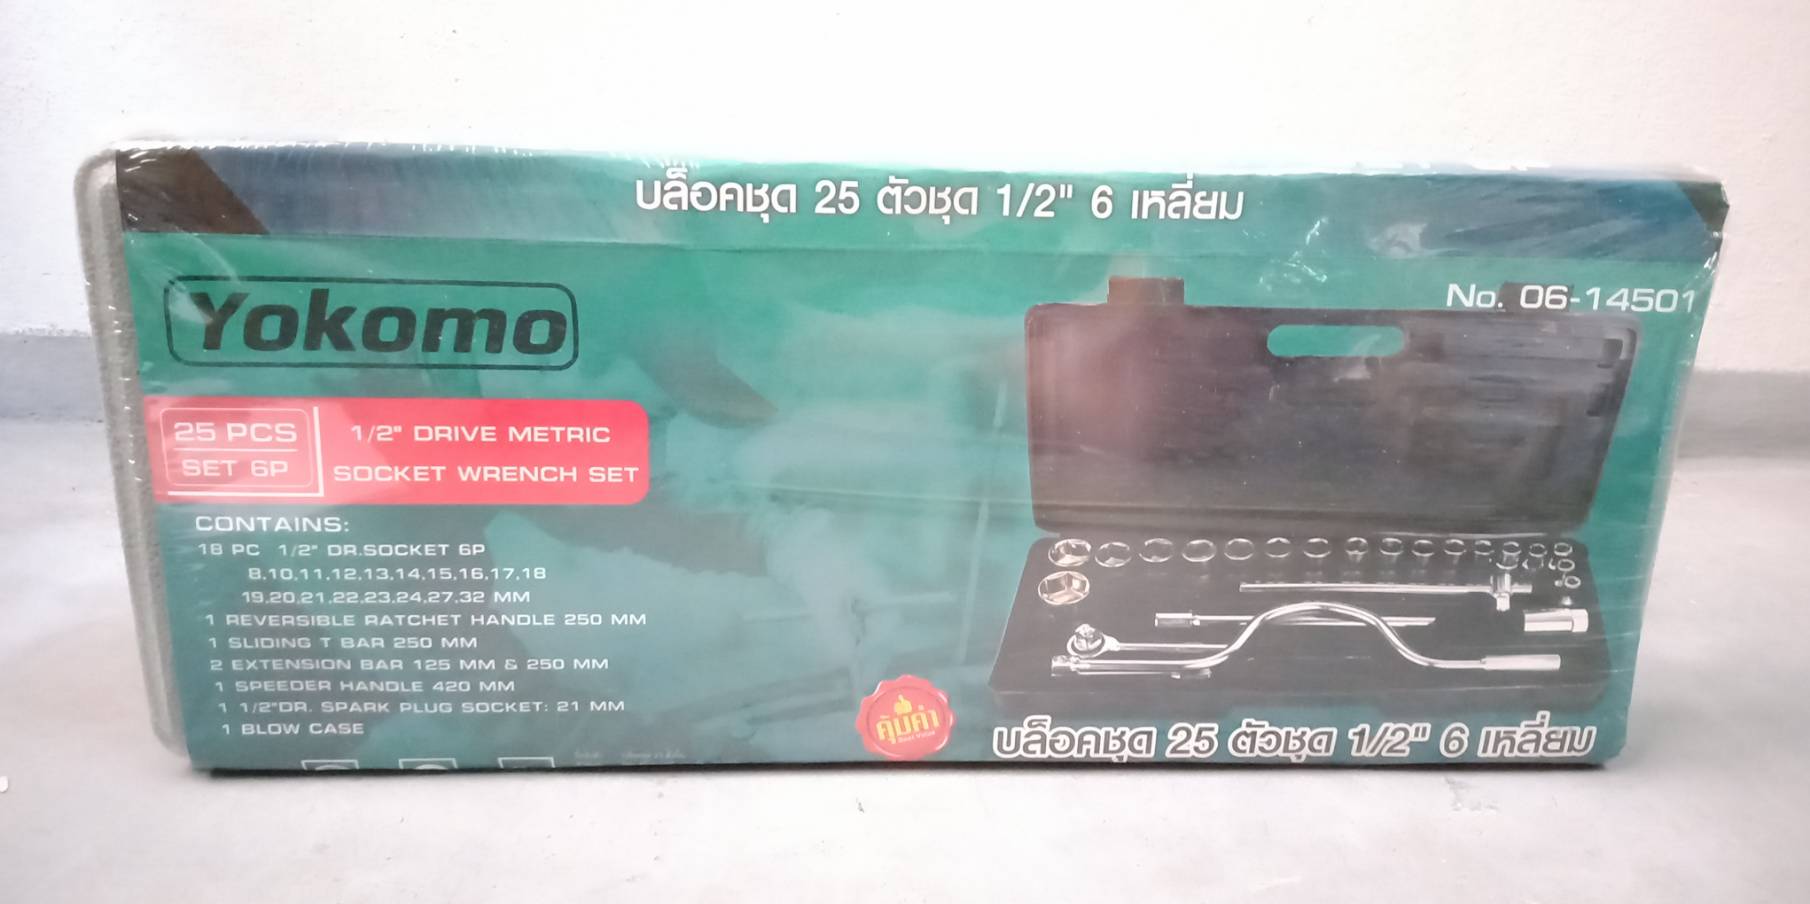 บล็อคชุด 25 ตัวชุด 1/2" 6 เหลี่ยม
Yokomo
No. 06-14501
25 PCS
SET 6P
1/2" DRIVE METRIC
SOCKET WRENCH SET
CONTAINS:
18 PC 1/2" DR.SOCKET 6P
8,10,11,12,13,14,15,16,17,18
19,20,21,22,23,24,27,32 MM
1 REVERSIBLE RATCHET HANDLE 250 MM
1 SLIDING T BAR 250 MM
2 EXTENSION BAR 125 MM & 250 MM
1 SPEEDER HANDLE 420 MM
1 1/2"DR. SPARK PLUG SOCKET: 21 MM
1 BLOW CASE
คุ้มค่า
Best Value
บล็อคชุด 25 ตัวชุด 1/2" 6 เหลี่ยม